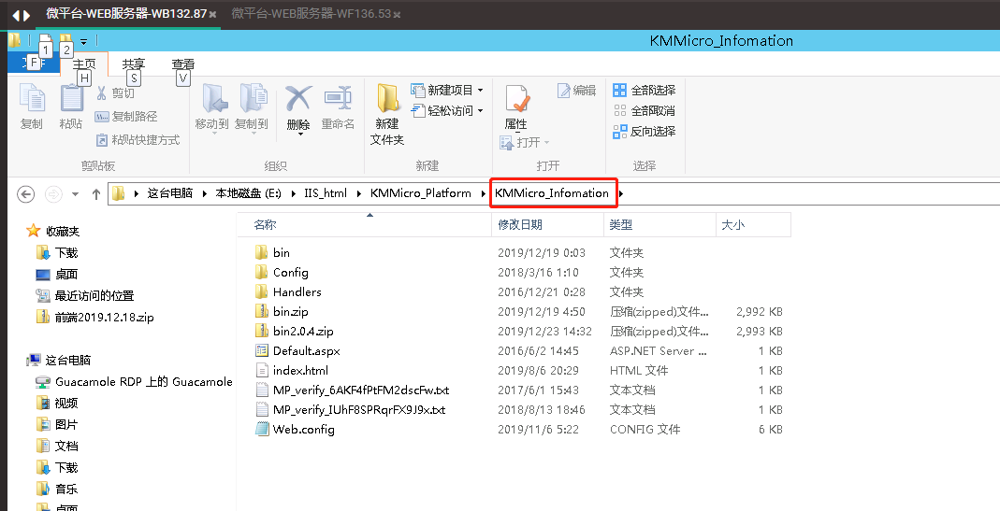 微平台-WEB服务器-WB132.87 × 微平台-WEB服务器-WF136.53 ×
1 2
KMMicro_Infomation
F 主页 共享 查看
H S V
复制 粘贴 剪切 复制路径 粘贴快捷方式
剪贴板
移动到 复制到 删除 重命名
组织
新建文件夹 新建项目 轻松访问
新建
属性 打开 编辑
打开
全部选择
全部取消
反向选择
选择
这台电脑 本地磁盘 (E:) IIS_html KMMicro_Platform KMMicro_Infomation
收藏夹
下载
桌面
最近访问的位置
前端2019.12.18.zip
这台电脑
Guacamole RDP 上的 Guacamole
视频
图片
文档
下载
音乐
桌面
名称 修改日期 类型 大小
bin 2019/12/19 0:03 文件夹
Config 2018/3/16 1:10 文件夹
Handlers 2016/12/21 0:28 文件夹
bin.zip 2019/12/19 4:50 压缩(zipped)文件... 2,992 KB
bin2.0.4.zip 2019/12/23 14:32 压缩(zipped)文件... 2,993 KB
Default.aspx 2016/6/2 14:45 ASP.NET Server ... 1 KB
index.html 2019/8/6 20:29 HTML 文件 1 KB
MP_verify_6AKF4fPtFM2dscFw.txt 2017/6/1 15:43 文本文档 1 KB
MP_verify_IUhF8SPRqrFX9J9x.txt 2018/8/13 18:46 文本文档 1 KB
Web.config 2019/11/6 5:22 CONFIG 文件 6 KB